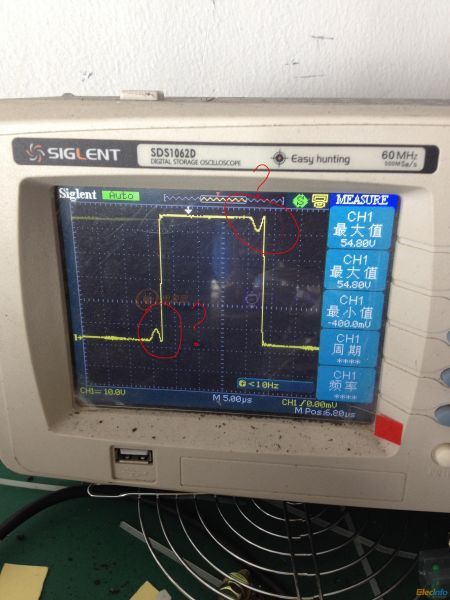 SIGLENT
SDS1062D
DIGITAL STORAGE OSCILLOSCOPE
Easy hunting
60MHz
500MSa/s
?
Siglent
Auto
MEASURE
CH1
最大值
54.80V
CH1
最大值
54.80V
CH1
最小值
-400.0mV
CH1
周期
****
CH1
频率
****
?
<10Hz
CH1= 10.0V
M 5.00µs
CH1 / 0.00mV
M Pos:6.00µs
ElecInfo